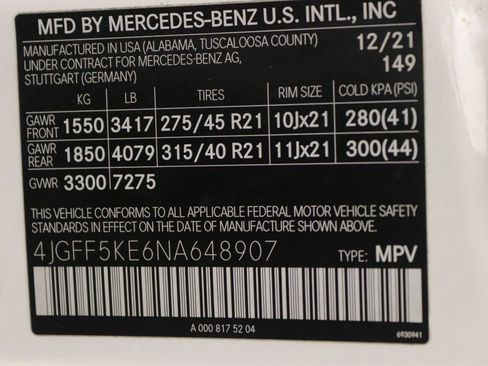 MFD BY MERCEDES-BENZ U.S. INTL., INC
MANUFACTURED IN USA (ALABAMA, TUSCALOOSA COUNTY) 12/21
UNDER CONTRACT FOR MERCEDES-BENZ AG, 149
STUTTGART (GERMANY)
KG LB TIRES RIM SIZE COLD KPA (PSI)
GAWR FRONT 1550 3417 275/45 R21 10Jx21 280(41)
GAWR REAR 1850 4079 315/40 R21 11Jx21 300(44)
GVWR 3300 7275
THIS VEHICLE CONFORMS TO ALL APPLICABLE FEDERAL MOTOR VEHICLE SAFETY
STANDARDS IN EFFECT ON THE DATE OF MANUFACTURE SHOWN ABOVE.
4JGFF5KE6NA648907 TYPE: MPV
A 000 817 52 04
6930941